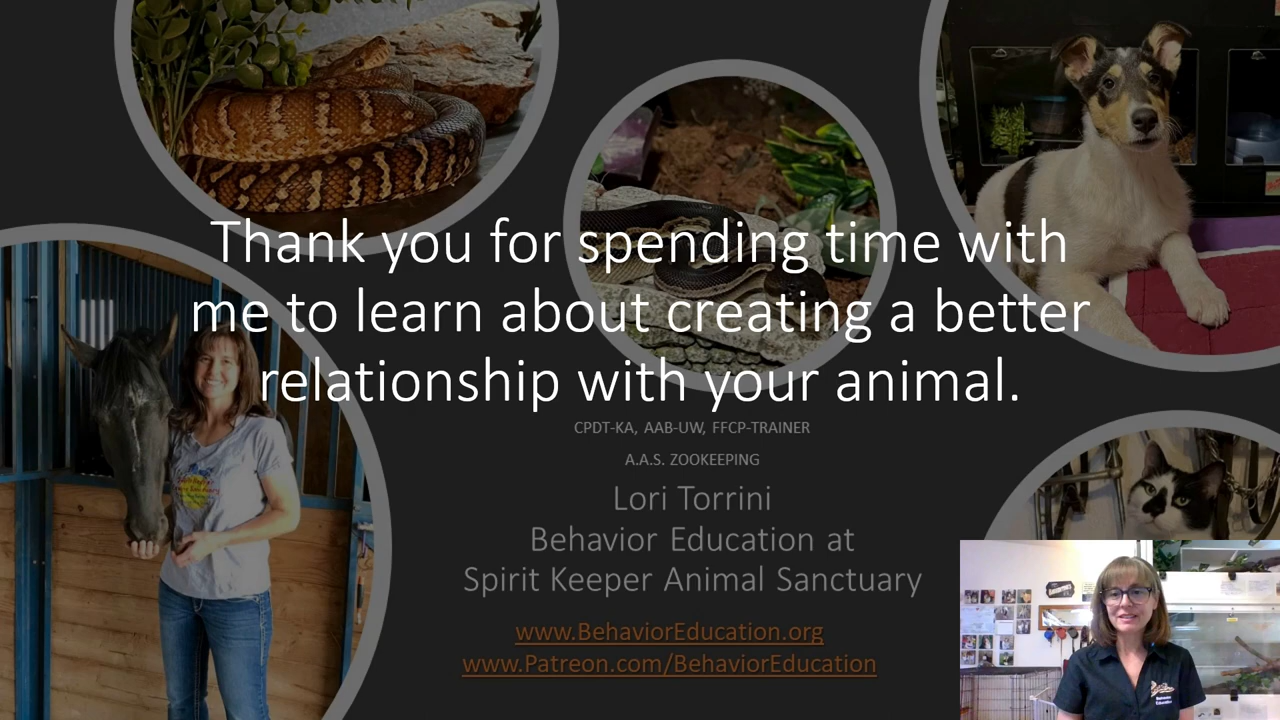 Thank you for spending time with
me to learn about creating a better
relationship with your animal.
CPDT-KA, AAB-UW, FFCP-TRAINER
A.A.S. ZOOKEEPING
Lori Torrini
Behavior Education at
Spirit Keeper Animal Sanctuary
www.BehaviorEducation.org
www.Patreon.com/BehaviorEducation